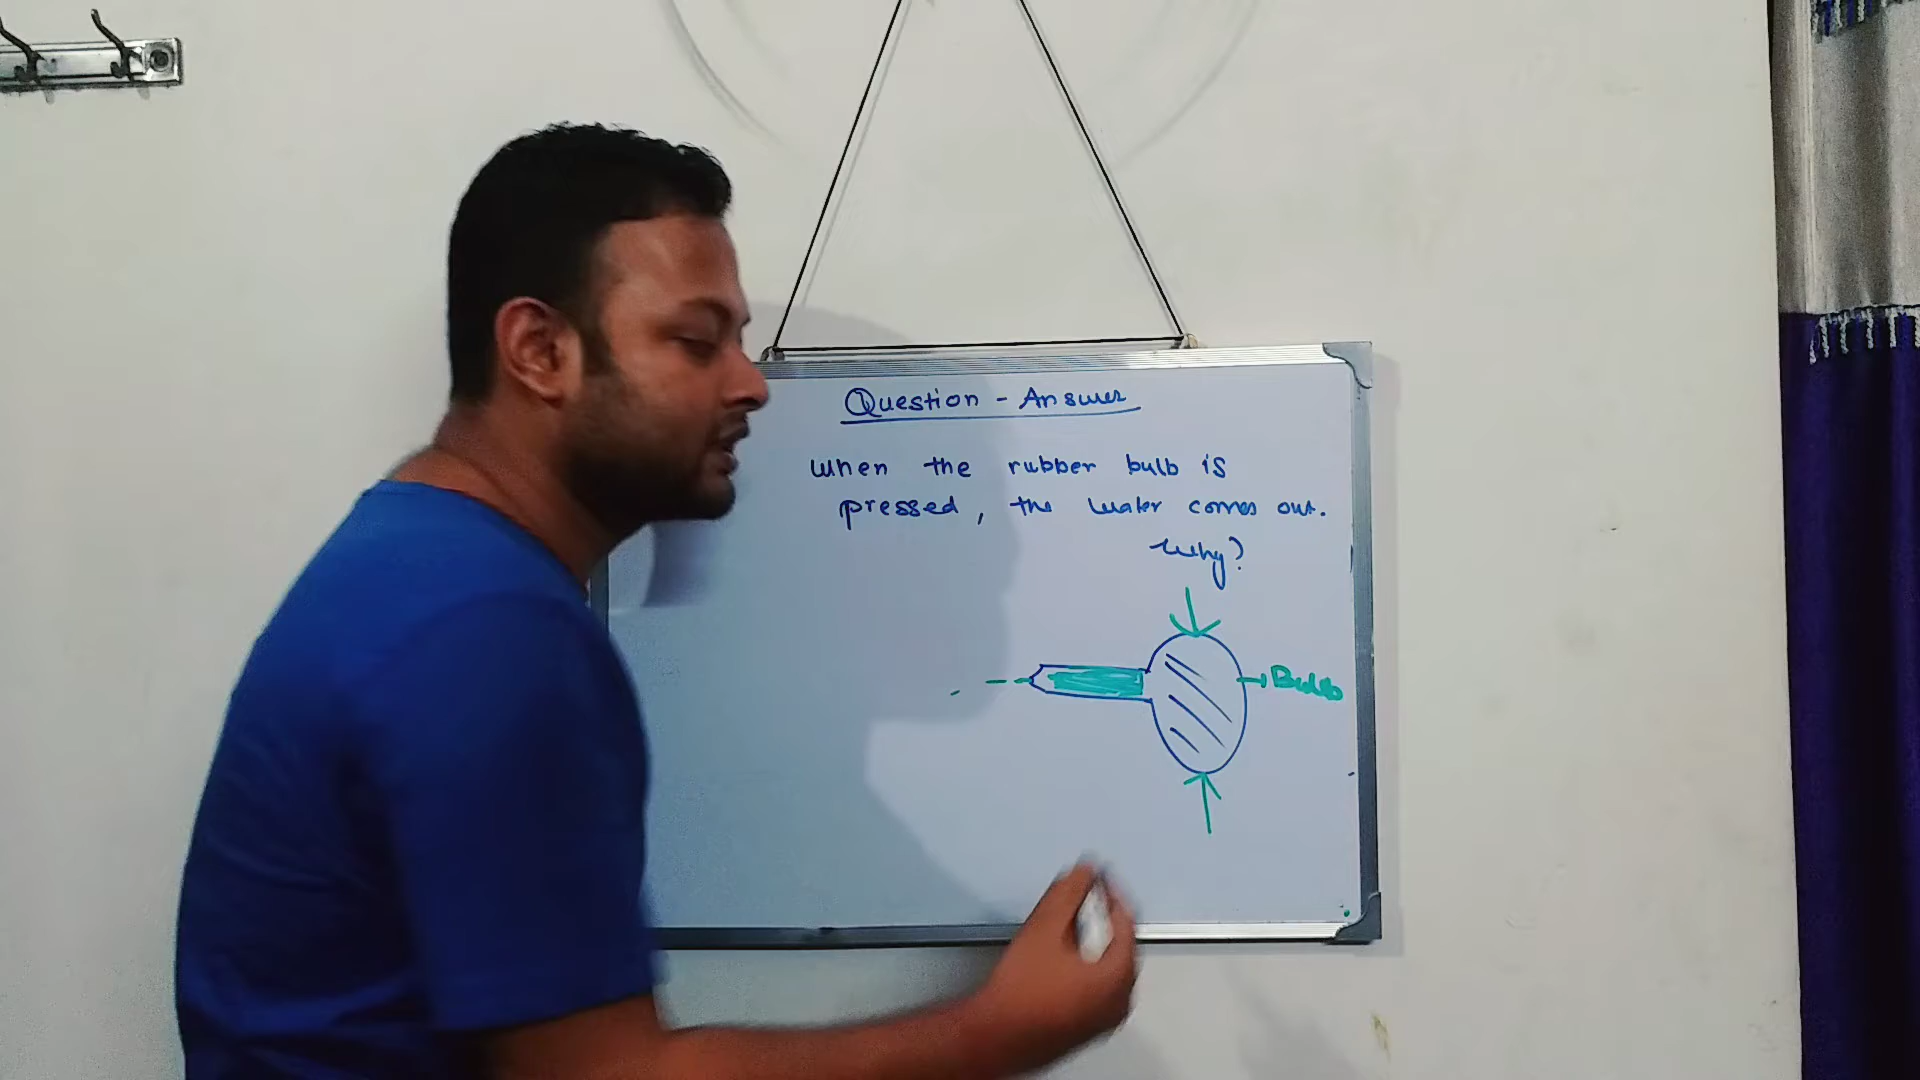 Question - Answer
When the rubber bulb is
pressed, the water comes out.
Why?
Bulb